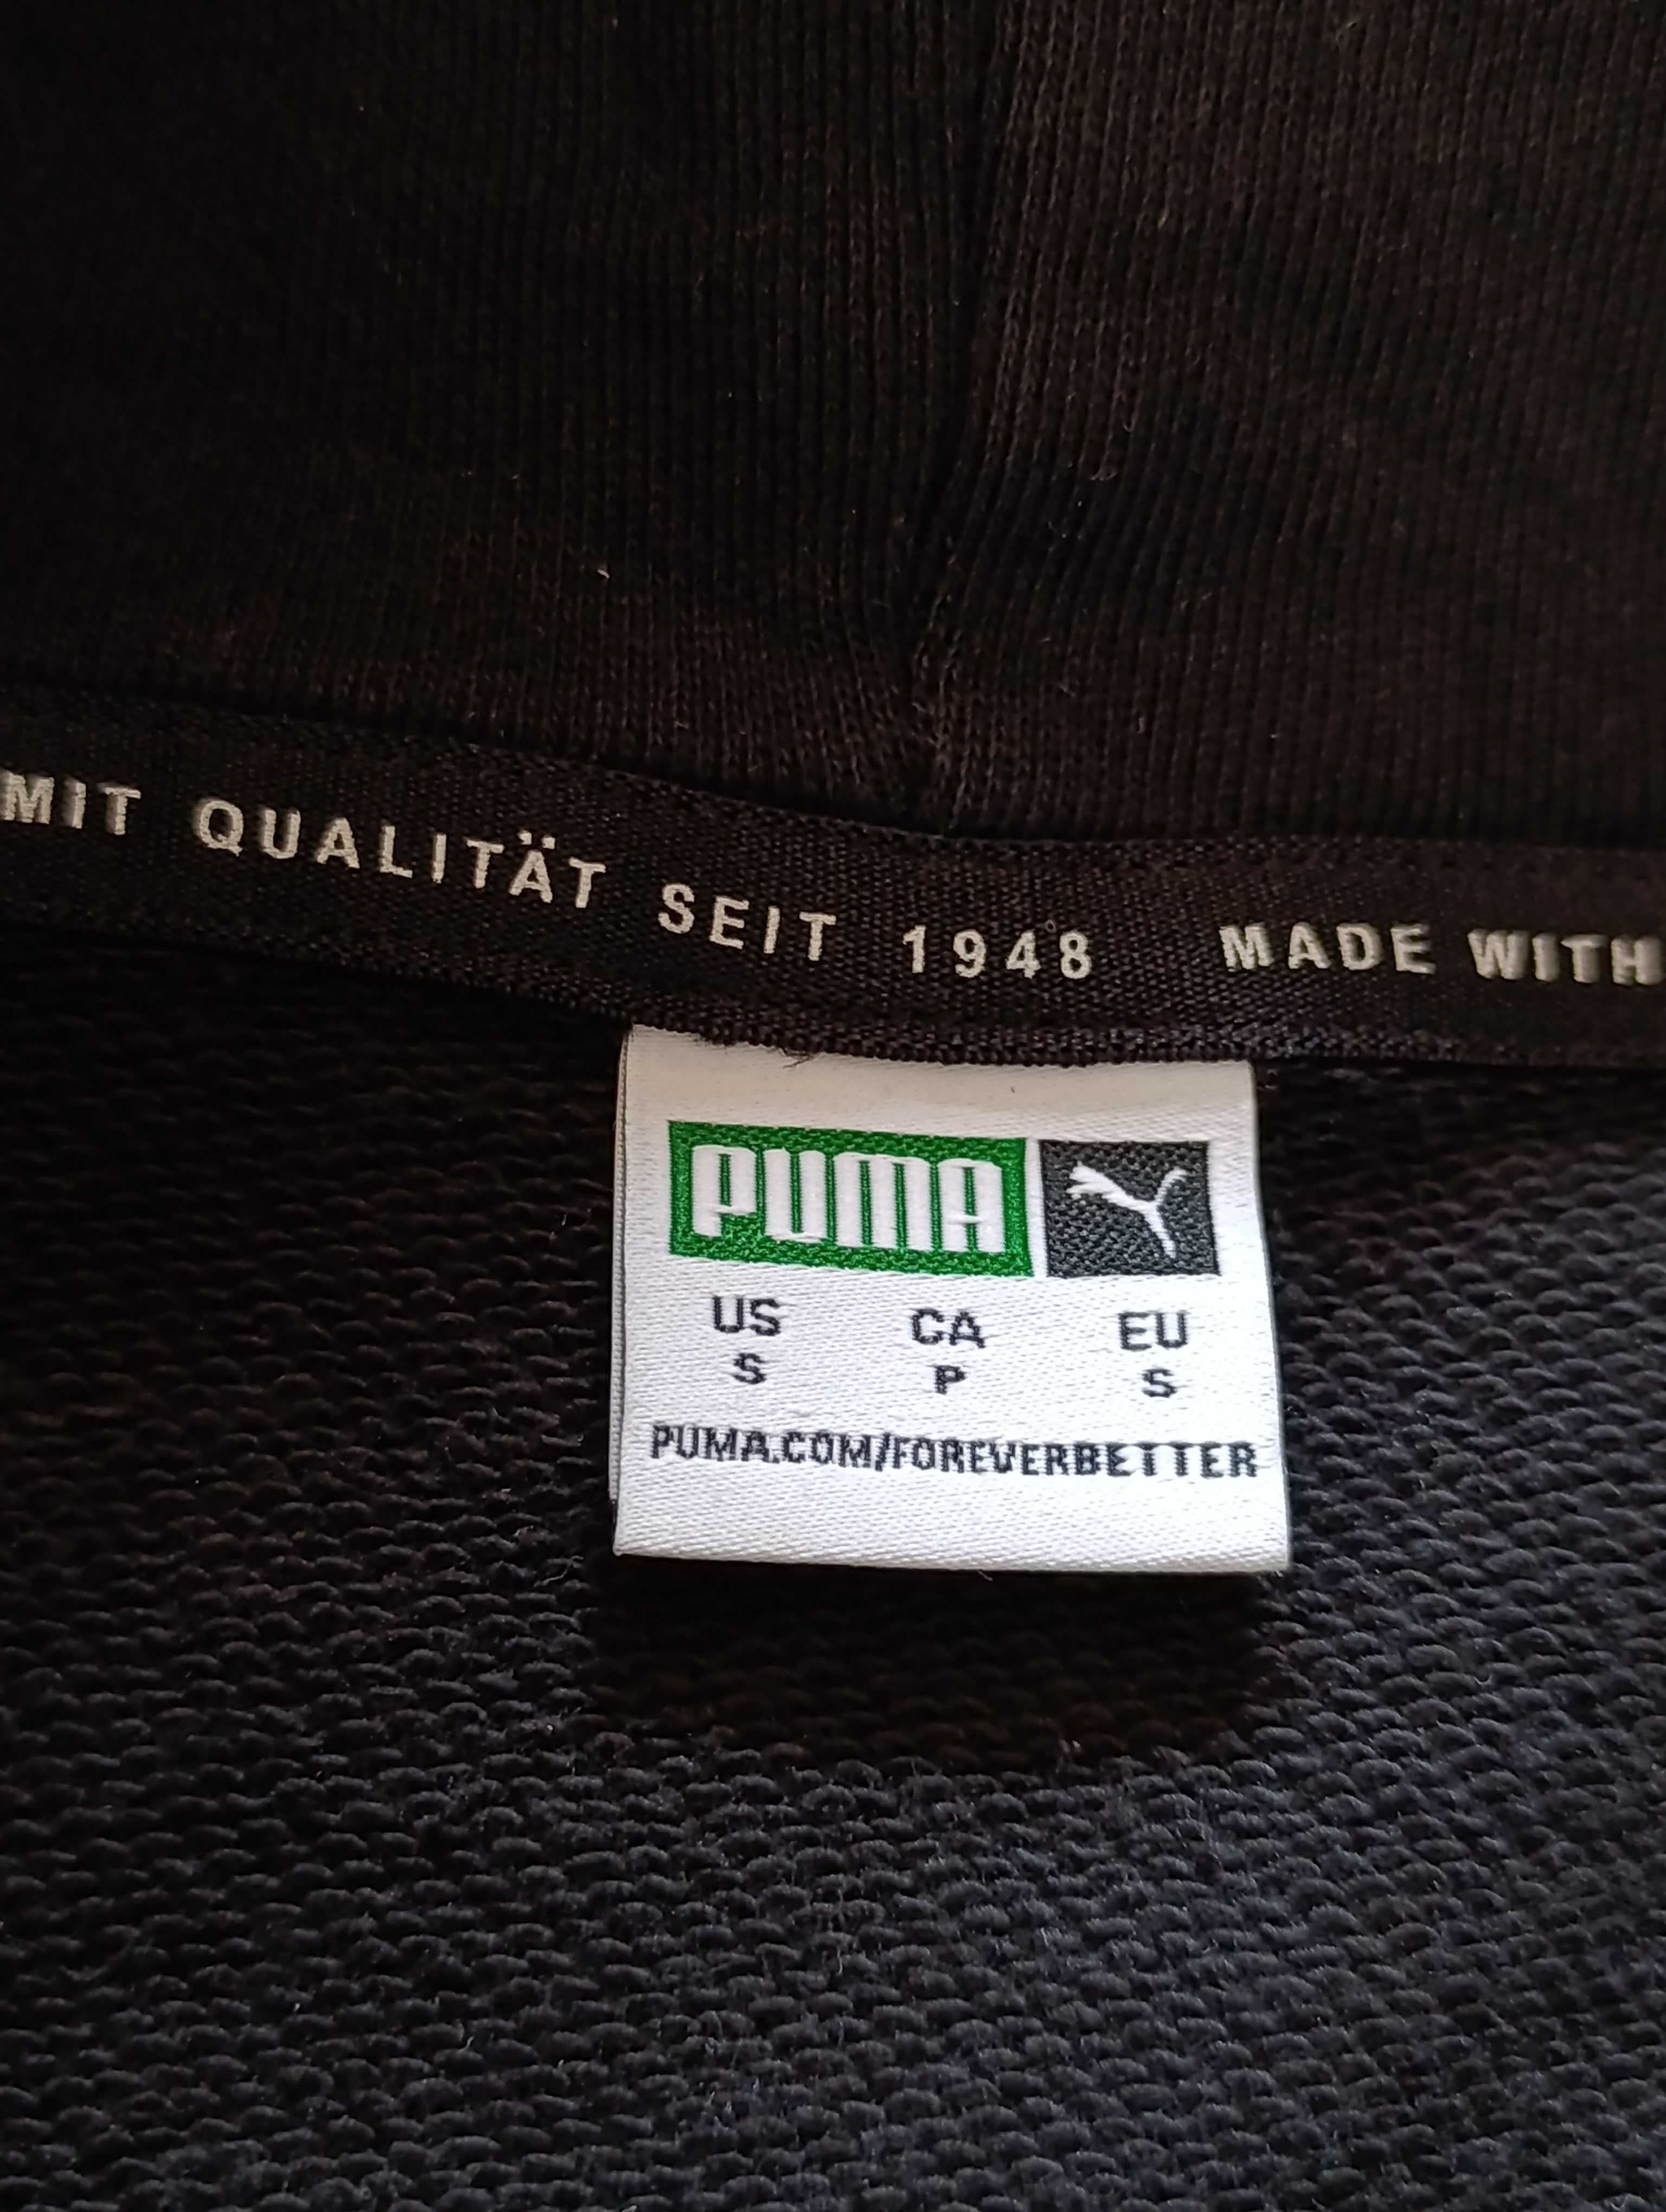 MIT QUALITÄT SEIT 1948 MADE WITH
PUMA
US CA EU
S P S
PUMA.COM/FOREVERBETTER